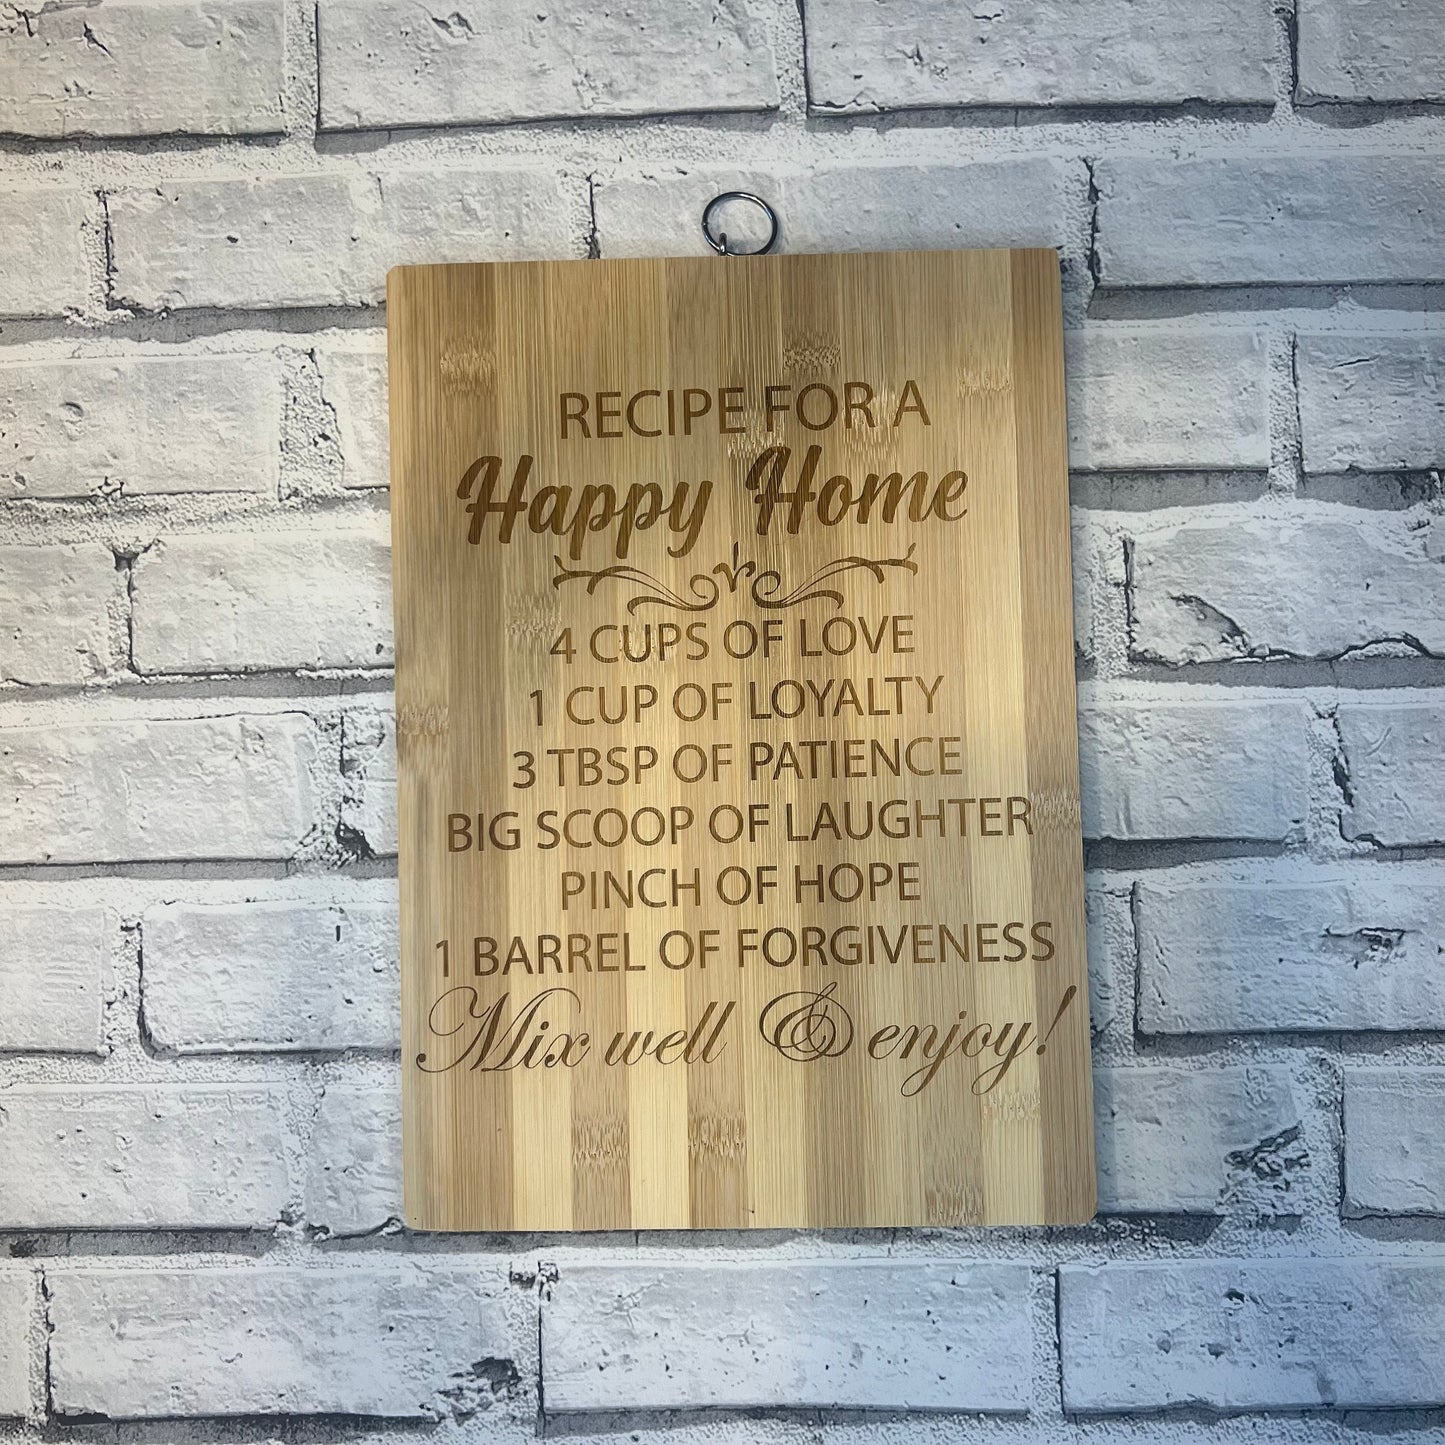 RECIPE FOR A
Happy Home
4 CUPS OF LOVE
1 CUP OF LOYALTY
3 TBSP OF PATIENCE
BIG SCOOP OF LAUGHTER
PINCH OF HOPE
1 BARREL OF FORGIVENESS
Mix well & enjoy!